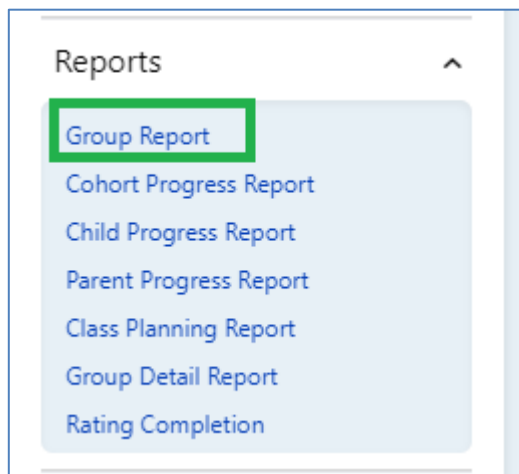 Reports
Group Report
Cohort Progress Report
Child Progress Report
Parent Progress Report
Class Planning Report
Group Detail Report
Rating Completion